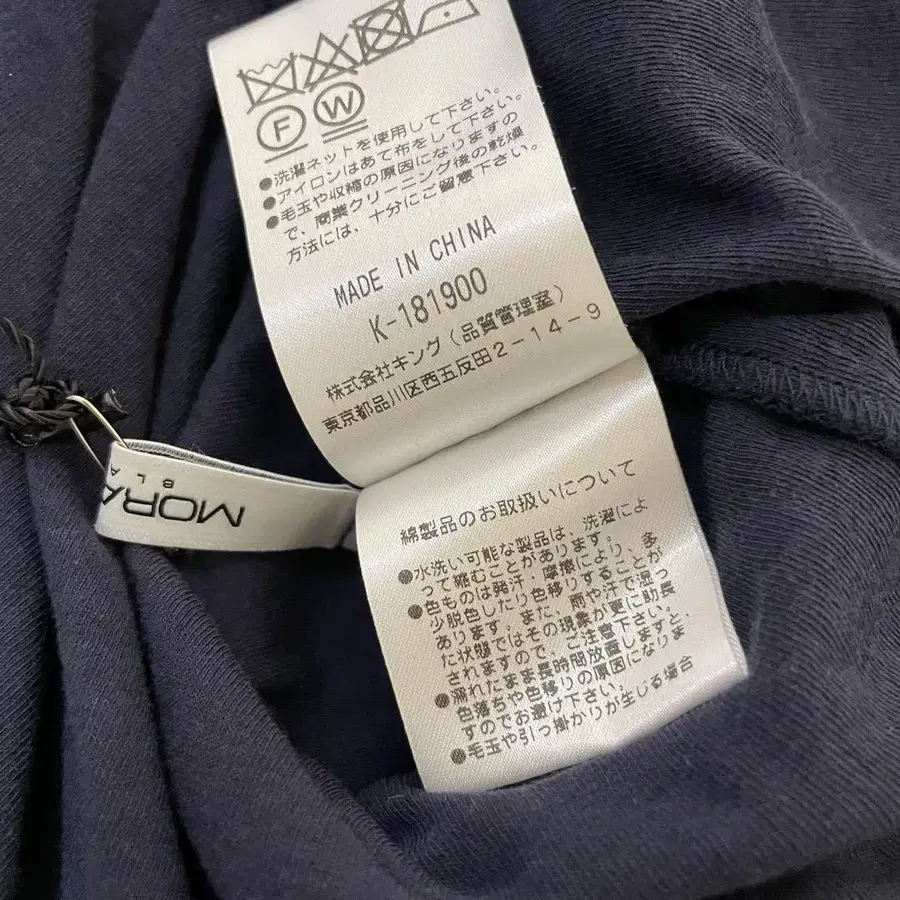 F W
●洗濯ネットを使用して下さい。
●アイロンはあて布をして下さい。
●毛玉や収縮の原因になりますの
で、商業クリーニング後の乾燥
方法には、十分にご留意下さい。
MADE IN CHINA
K-181900
株式会社キング(品質管理室)
東京都品川区西五反田2-14-9
MORA
BLA
綿製品のお取扱いについて
●水洗い可能な製品は、洗濯によ
って縮むことがあります。
●色ものは発汗・摩擦により、多
少脱色したり色移りすることが
あります。また、雨や汗で湿っ
た状態ではその現象が更に助長
されますので、ご注意下さい。
●濡れたまま長時間放置しますと、
色落ちや色移りの原因になりま
すのでお避け下さい。
●毛玉や引っ掛かりが生じる場合